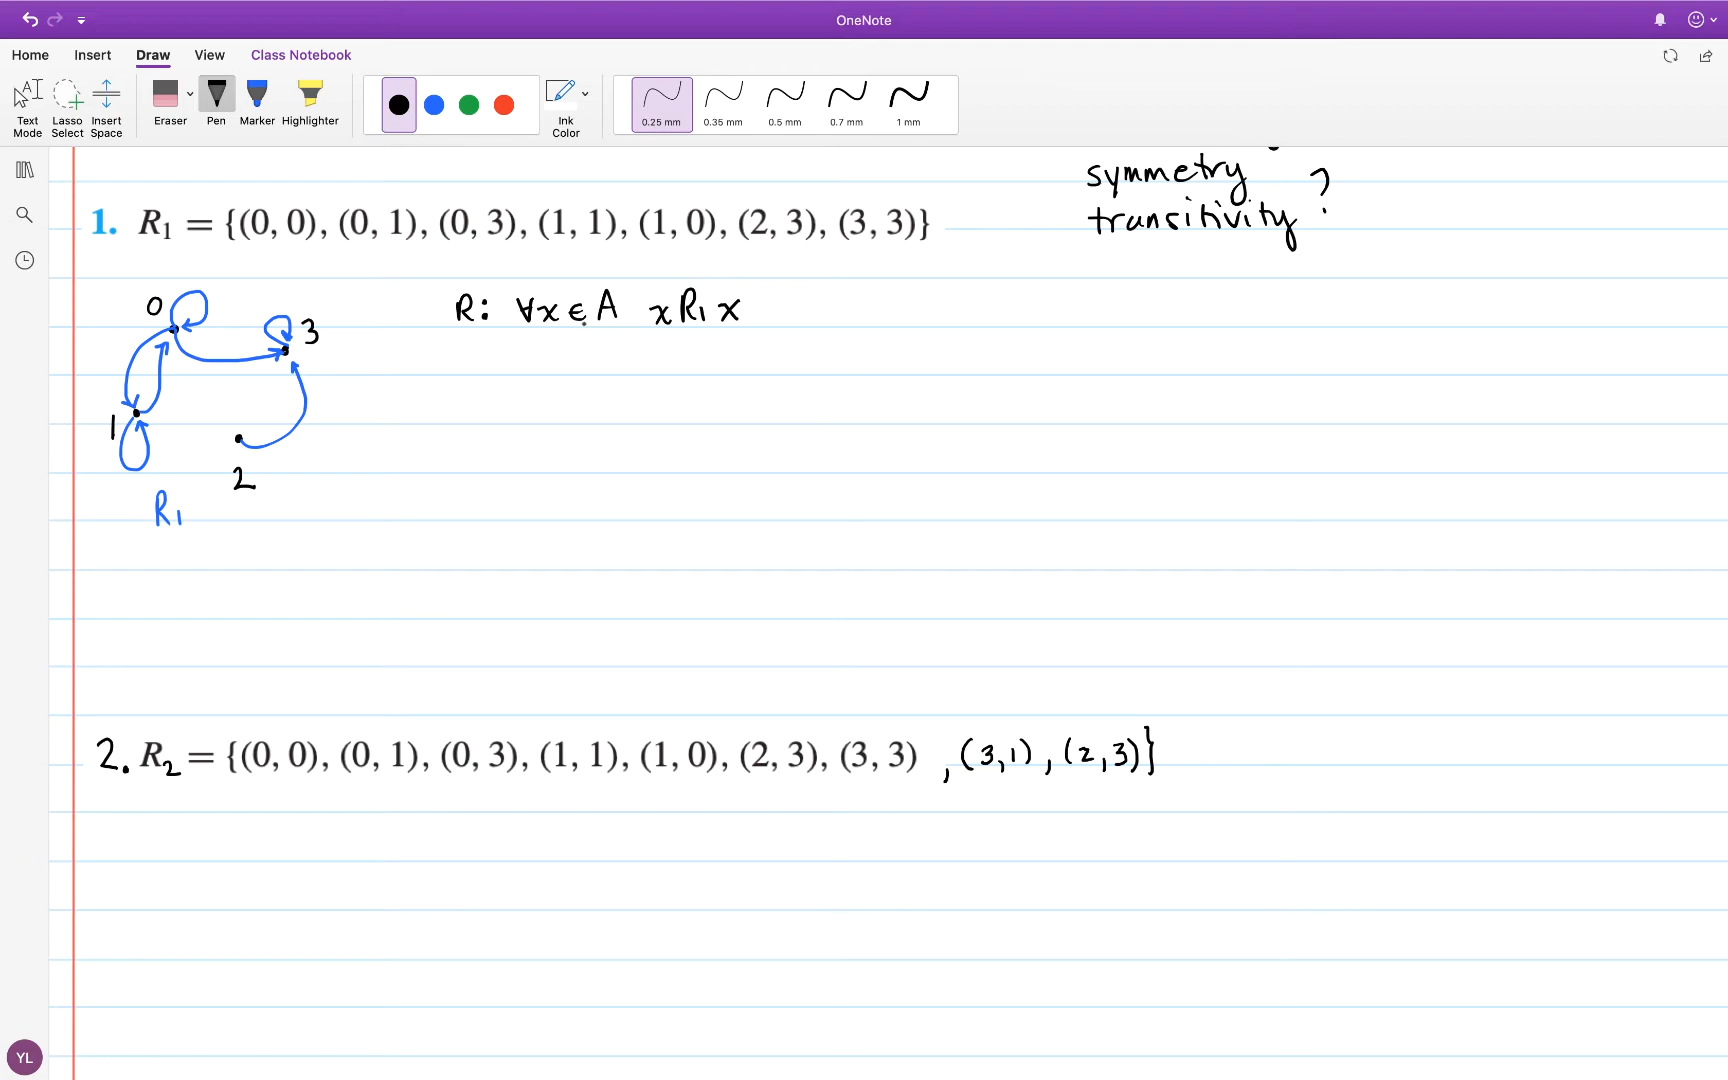 OneNote
Home Insert Draw View Class Notebook
Text Mode Lasso Select Insert Space Eraser Pen Marker Highlighter Ink Color 0.25 mm 0.35 mm 0.5 mm 0.7 mm 1 mm
symmetry ?
transitivity
1. R₁ = {(0, 0), (0, 1), (0, 3), (1, 1), (1, 0), (2, 3), (3, 3)}
R: ∀x ∈ A x R₁ x
0
3
1
2
R₁
2. R₂ = {(0, 0), (0, 1), (0, 3), (1, 1), (1, 0), (2, 3), (3, 3) , (3,1), (2,3)}
YL